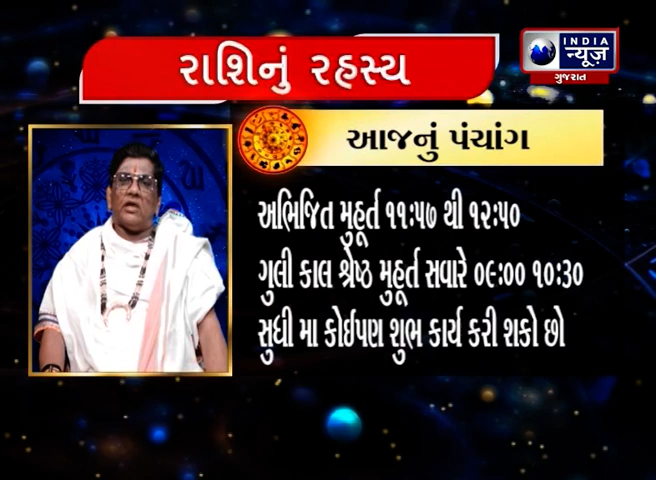 રાશિનું રહસ્ય
INDIA
न्यूज़
ગુજરાત
આજનું પંચાંગ
અભિજિત મુહૂર્ત ૧૧:૫૭ થી ૧૨:૫૦
ગુલી કાલ શ્રેષ્ઠ મુહૂર્ત સવારે ૦૯:૦૦ ૧૦:૩૦
સુધી મા કોઈપણ શુભ કાર્ય કરી શકો છો